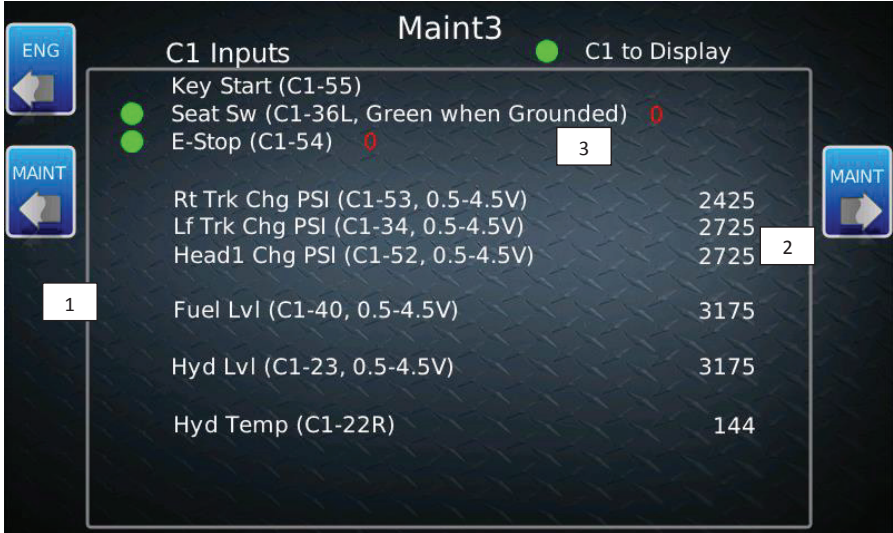 Maint3
ENG
C1 Inputs
C1 to Display
Key Start (C1-55)
Seat Sw (C1-36L, Green when Grounded) 0
E-Stop (C1-54) 0
3
MAINT
MAINT
Rt Trk Chg PSI (C1-53, 0.5-4.5V) 2425
Lf Trk Chg PSI (C1-34, 0.5-4.5V) 2725
Head1 Chg PSI (C1-52, 0.5-4.5V) 2725
2
1
Fuel Lvl (C1-40, 0.5-4.5V) 3175
Hyd Lvl (C1-23, 0.5-4.5V) 3175
Hyd Temp (C1-22R) 144